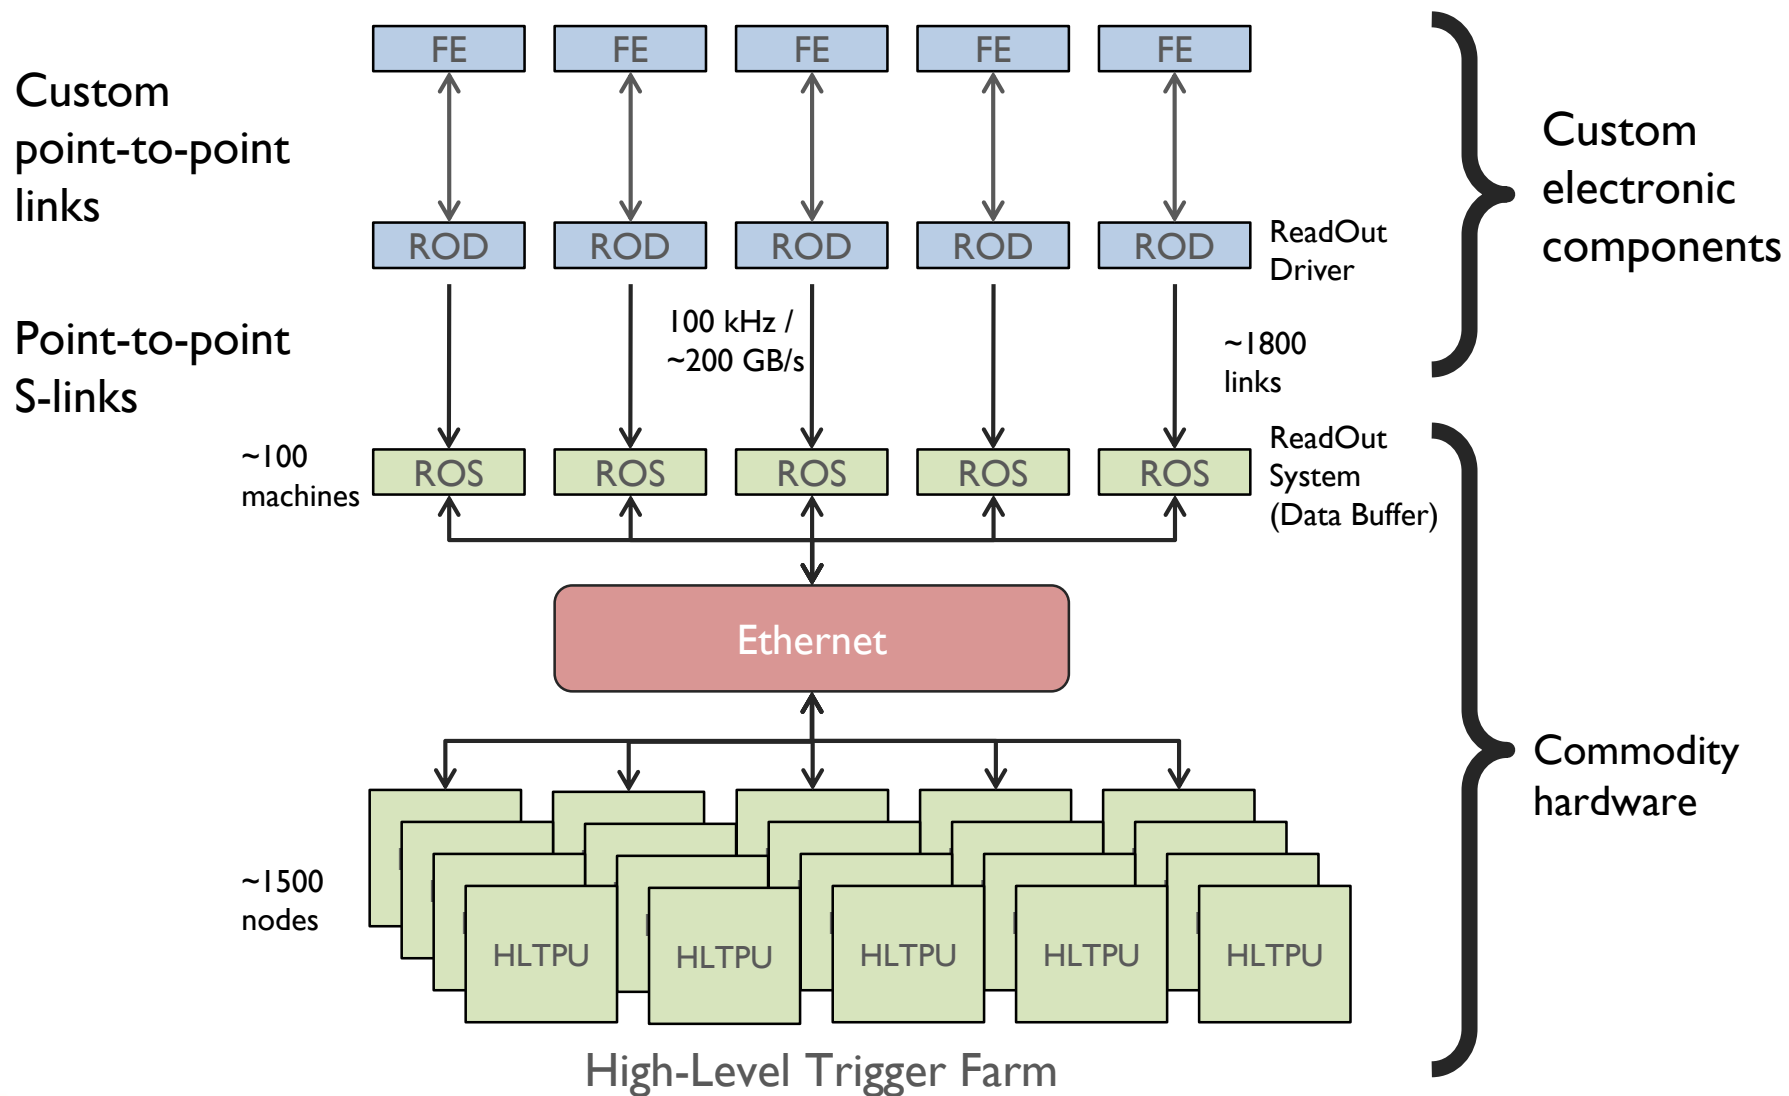 FE FE FE FE FE
Custom
point-to-point
links
Custom
electronic
components
ROD ROD ROD ROD ROD
ReadOut
Driver
Point-to-point
S-links
100 kHz /
~200 GB/s
~1800
links
~100
machines
ROS ROS ROS ROS ROS
ReadOut
System
(Data Buffer)
Ethernet
Commodity
hardware
~1500
nodes
HLTPU HLTPU HLTPU HLTPU HLTPU
High-Level Trigger Farm